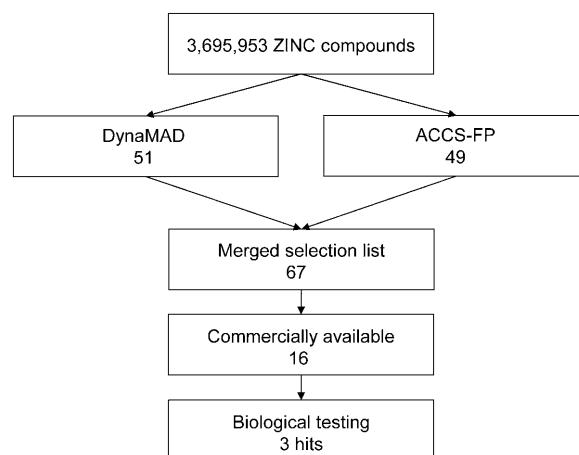 3,695,953 ZINC compounds
DynaMAD
51
ACCS-FP
49
Merged selection list
67
Commercially available
16
Biological testing
3 hits